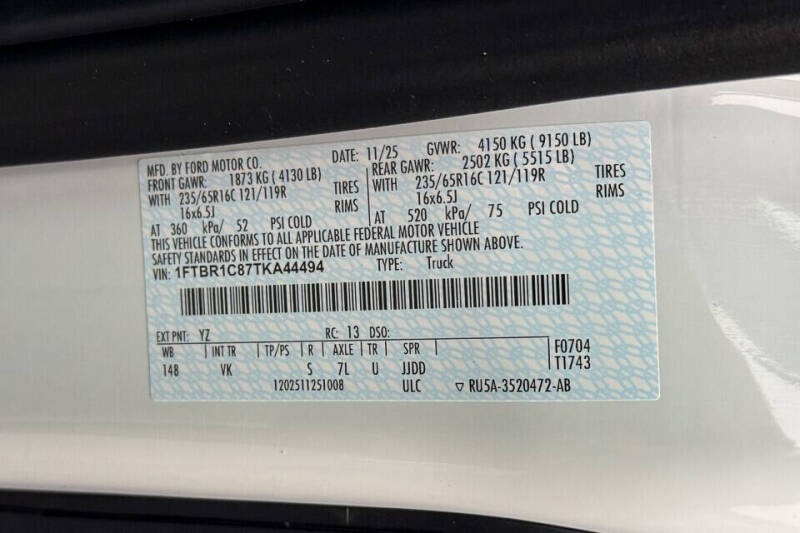 MFD. BY FORD MOTOR CO.
DATE: 11/25 GVWR: 4150 KG ( 9150 LB)
FRONT GAWR: 1873 KG ( 4130 LB) REAR GAWR: 2502 KG ( 5515 LB)
WITH 235/65R16C 121/119R TIRES WITH 235/65R16C 121/119R TIRES
16x6.5J RIMS 16x6.5J RIMS
AT 360 kPa/ 52 PSI COLD AT 520 kPa/ 75 PSI COLD
THIS VEHICLE CONFORMS TO ALL APPLICABLE FEDERAL MOTOR VEHICLE
SAFETY STANDARDS IN EFFECT ON THE DATE OF MANUFACTURE SHOWN ABOVE.
VIN: 1FTBR1C87TKA44494 TYPE: Truck
EXT PNT: YZ RC: 13 DSO:
WB INT TR TP/PS R AXLE TR SPR F0704
148 VK S 7L U JJDD T1743
1202511251008 ULC ▽ RU5A-3520472-AB